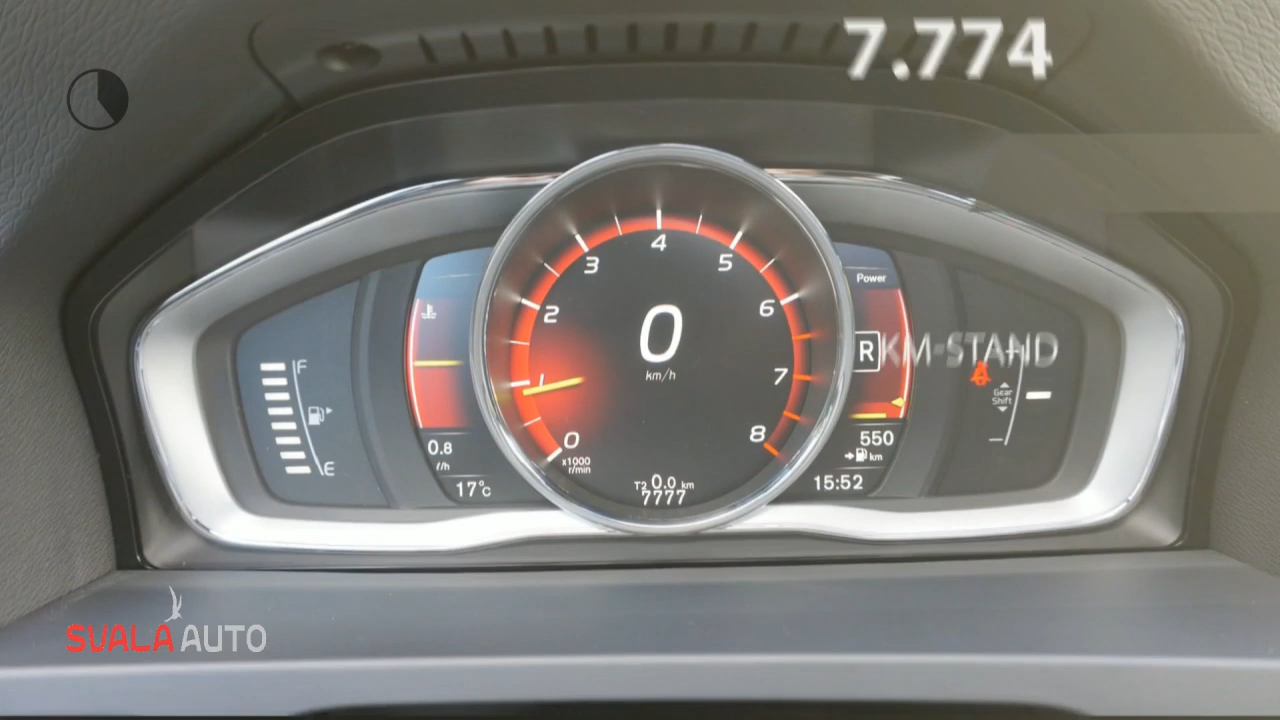 7.774
4
3
5
2
6
1
7
0
8
0
km/h
x1000
r/min
T2 0.0 km
7777
F
E
0.8
ℓ/h
17°c
Power
R
KM-STAND
Gear
Shift
550
km
15:52
SVALA AUTO